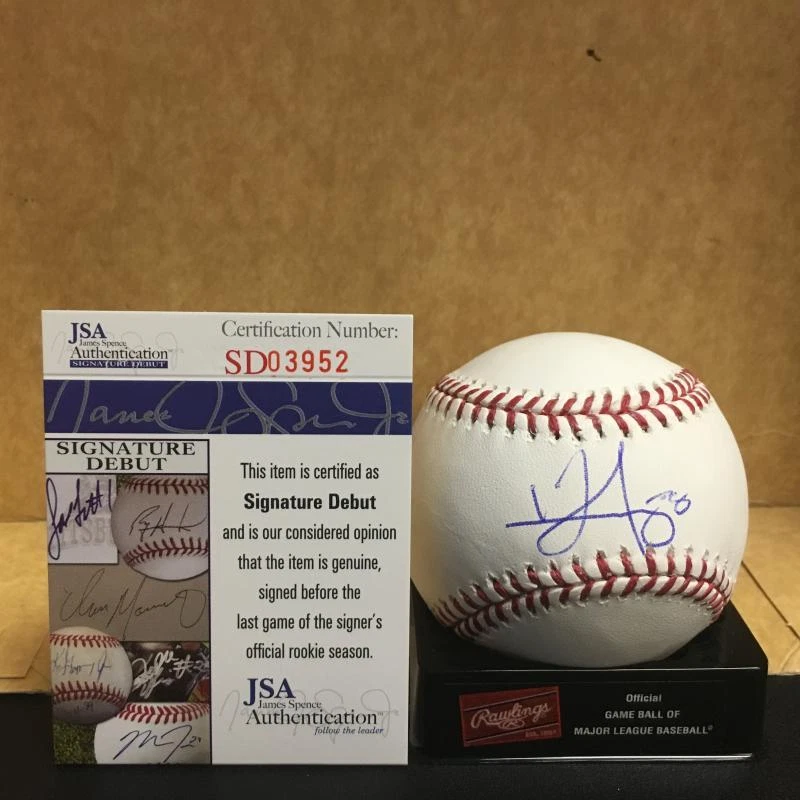 JSA
James Spence
Authentication™
SIGNATURE DEBUT
Certification Number:
SD03952
SIGNATURE
DEBUT
This item is certified as
Signature Debut
and is our considered opinion
that the item is genuine,
signed before the
last game of the signer's
official rookie season.
JSA
James Spence
Authentication™
follow the leader
Rawlings
Official
GAME BALL OF
MAJOR LEAGUE BASEBALL®